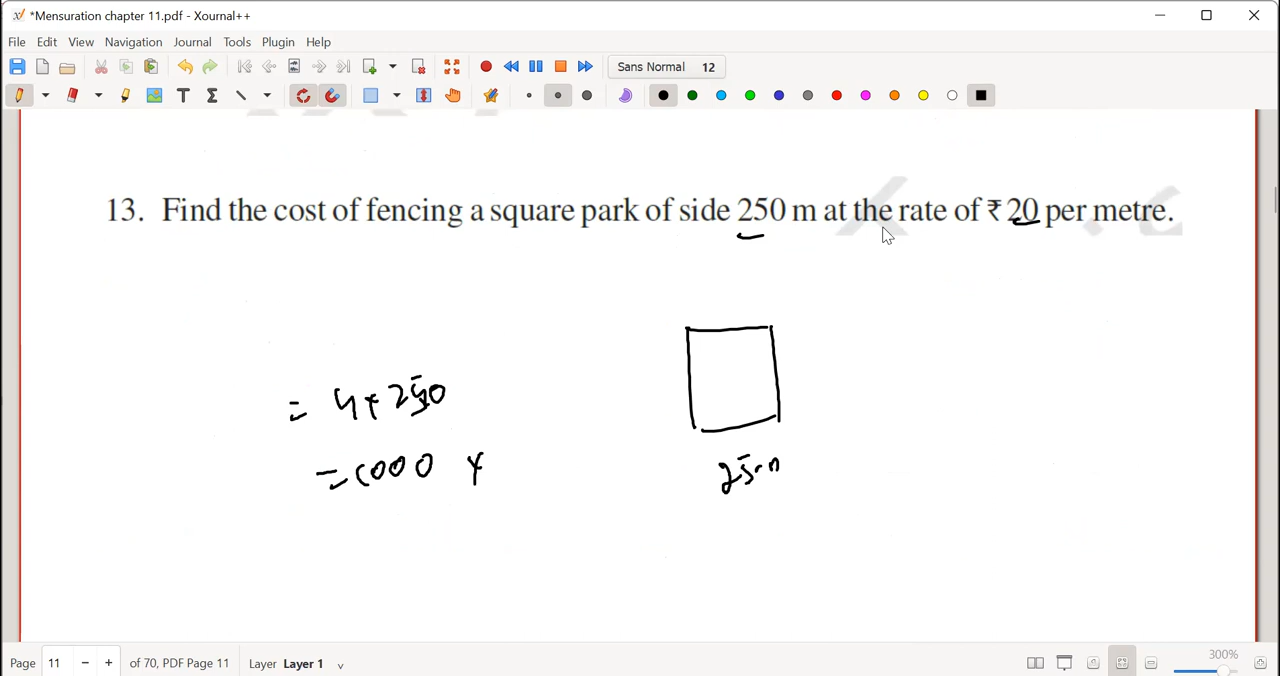 *Mensuration chapter 11.pdf - Xournal++
File Edit View Navigation Journal Tools Plugin Help
Sans Normal 12
13. Find the cost of fencing a square park of side 250 m at the rate of ₹ 20 per metre.
= 4 × 250
= 1000 ×
Page 11 of 70, PDF Page 11 Layer Layer 1 300%